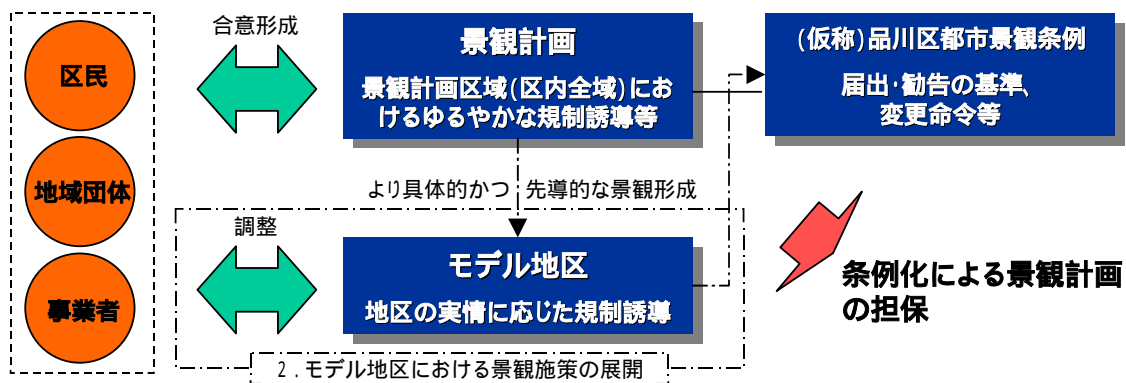 区民
地域団体
事業者
合意形成
景観計画
景観計画区域(区内全域)にお
けるゆるやかな規制誘導等
(仮称)品川区都市景観条例
届出・勧告の基準、
変更命令等
より具体的かつ 先導的な景観形成
調整
モデル地区
地区の実情に応じた規制誘導
条例化による景観計画
の担保
2.モデル地区における景観施策の展開